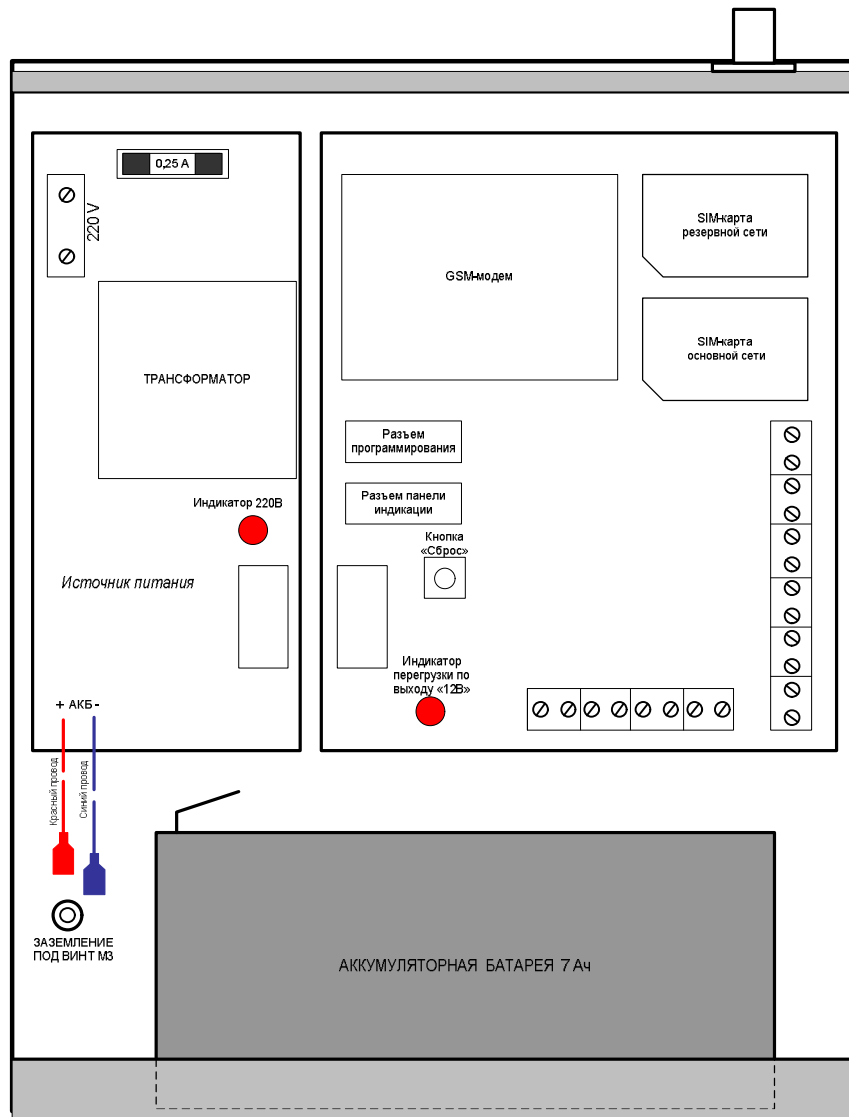 0,25 А
220 V
ТРАНСФОРМАТОР
Индикатор 220В
Источник питания
+ АКБ -
Красный провод
Синий провод
ЗАЗЕМЛЕНИЕ
ПОД ВИНТ М3
GSM-модем
SIM-карта
резервной сети
SIM-карта
основной сети
Разъем
программирования
Разъем панели
индикации
Кнопка
«Сброс»
Индикатор
перегрузки по
выходу «12В»
АККУМУЛЯТОРНАЯ БАТАРЕЯ 7 Ач